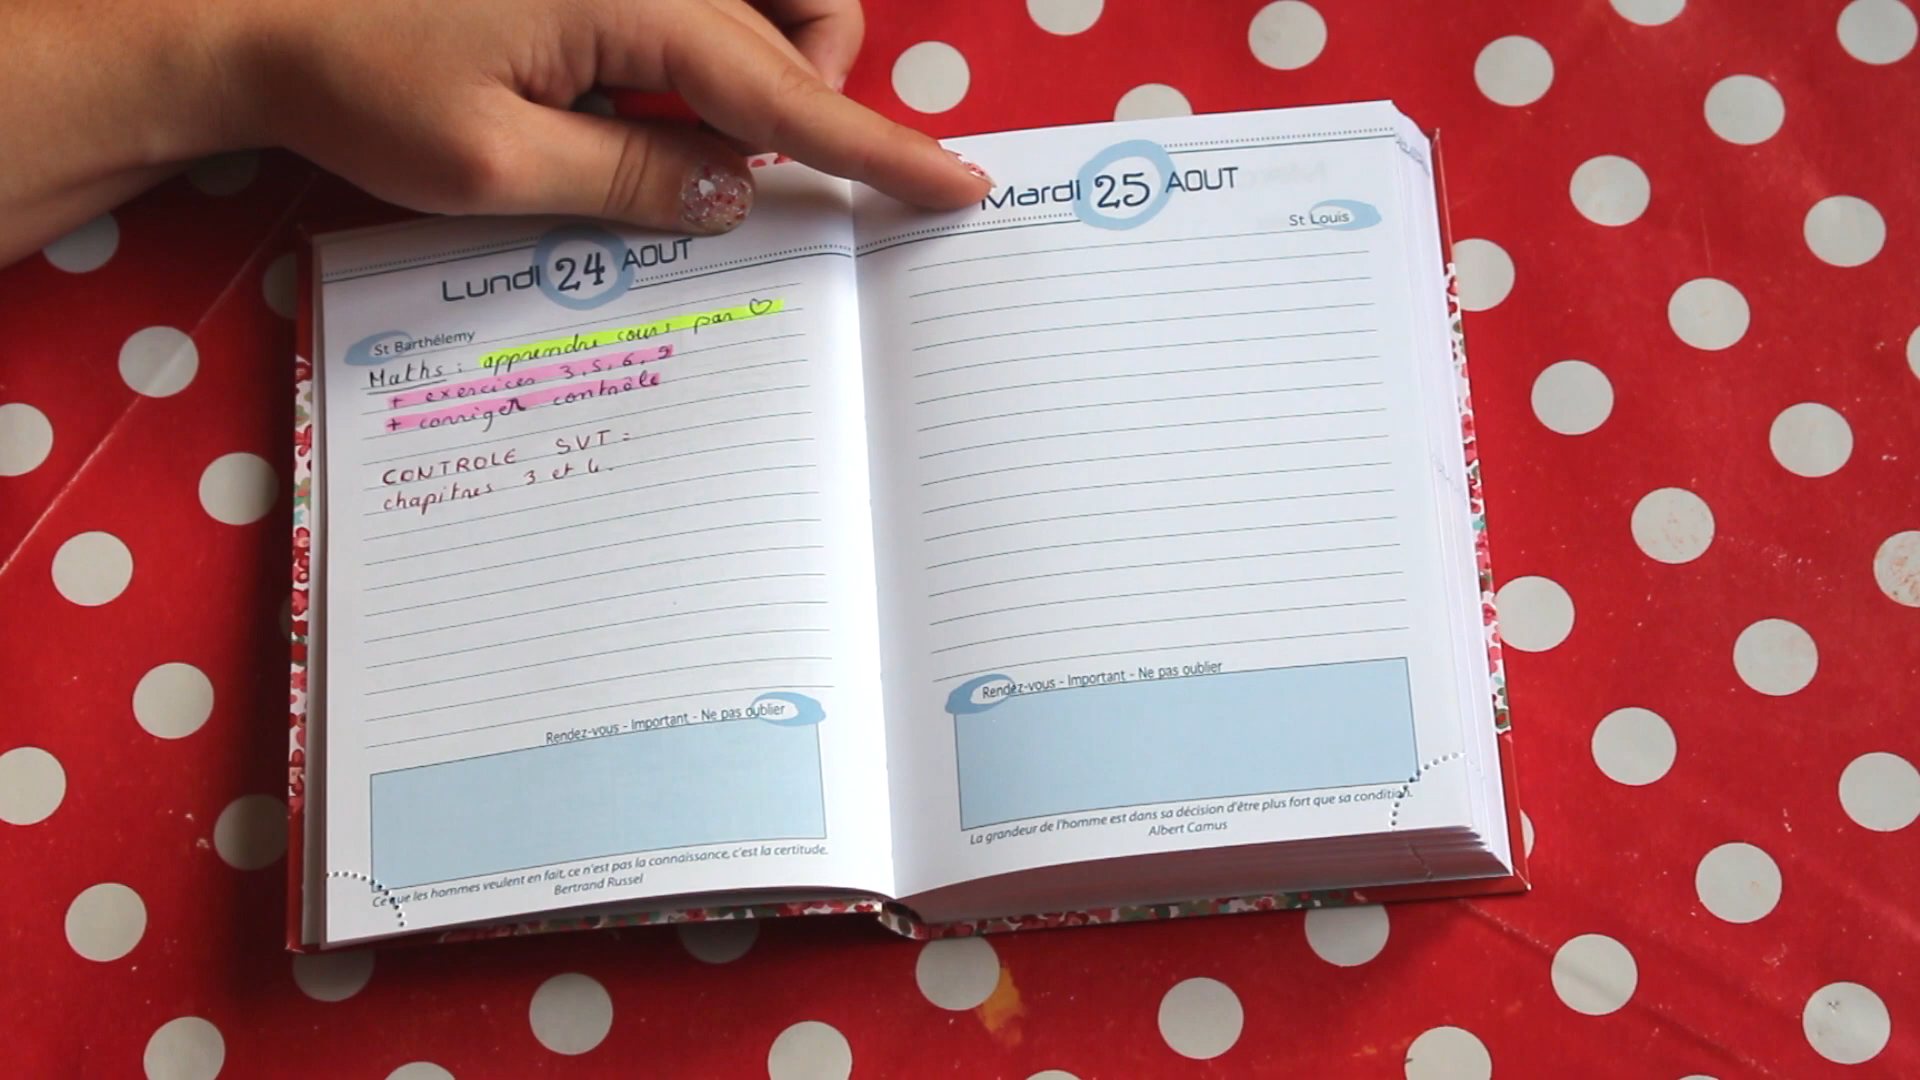 Lundi 24 AOUT
St Barthélemy
Maths : apprendre cours par ♡
+ exercices 3, 5, 6, 9
+ corriger contrôle
CONTROLE SVT :
chapitres 3 et 4.
Rendez-vous - Important - Ne pas oublier
Ce que les hommes veulent en fait, ce n'est pas la connaissance, c'est la certitude.
Bertrand Russel
Mardi 25 AOUT
St Louis
Rendez-vous - Important - Ne pas oublier
La grandeur de l'homme est dans sa décision d'être plus fort que sa condition.
Albert Camus